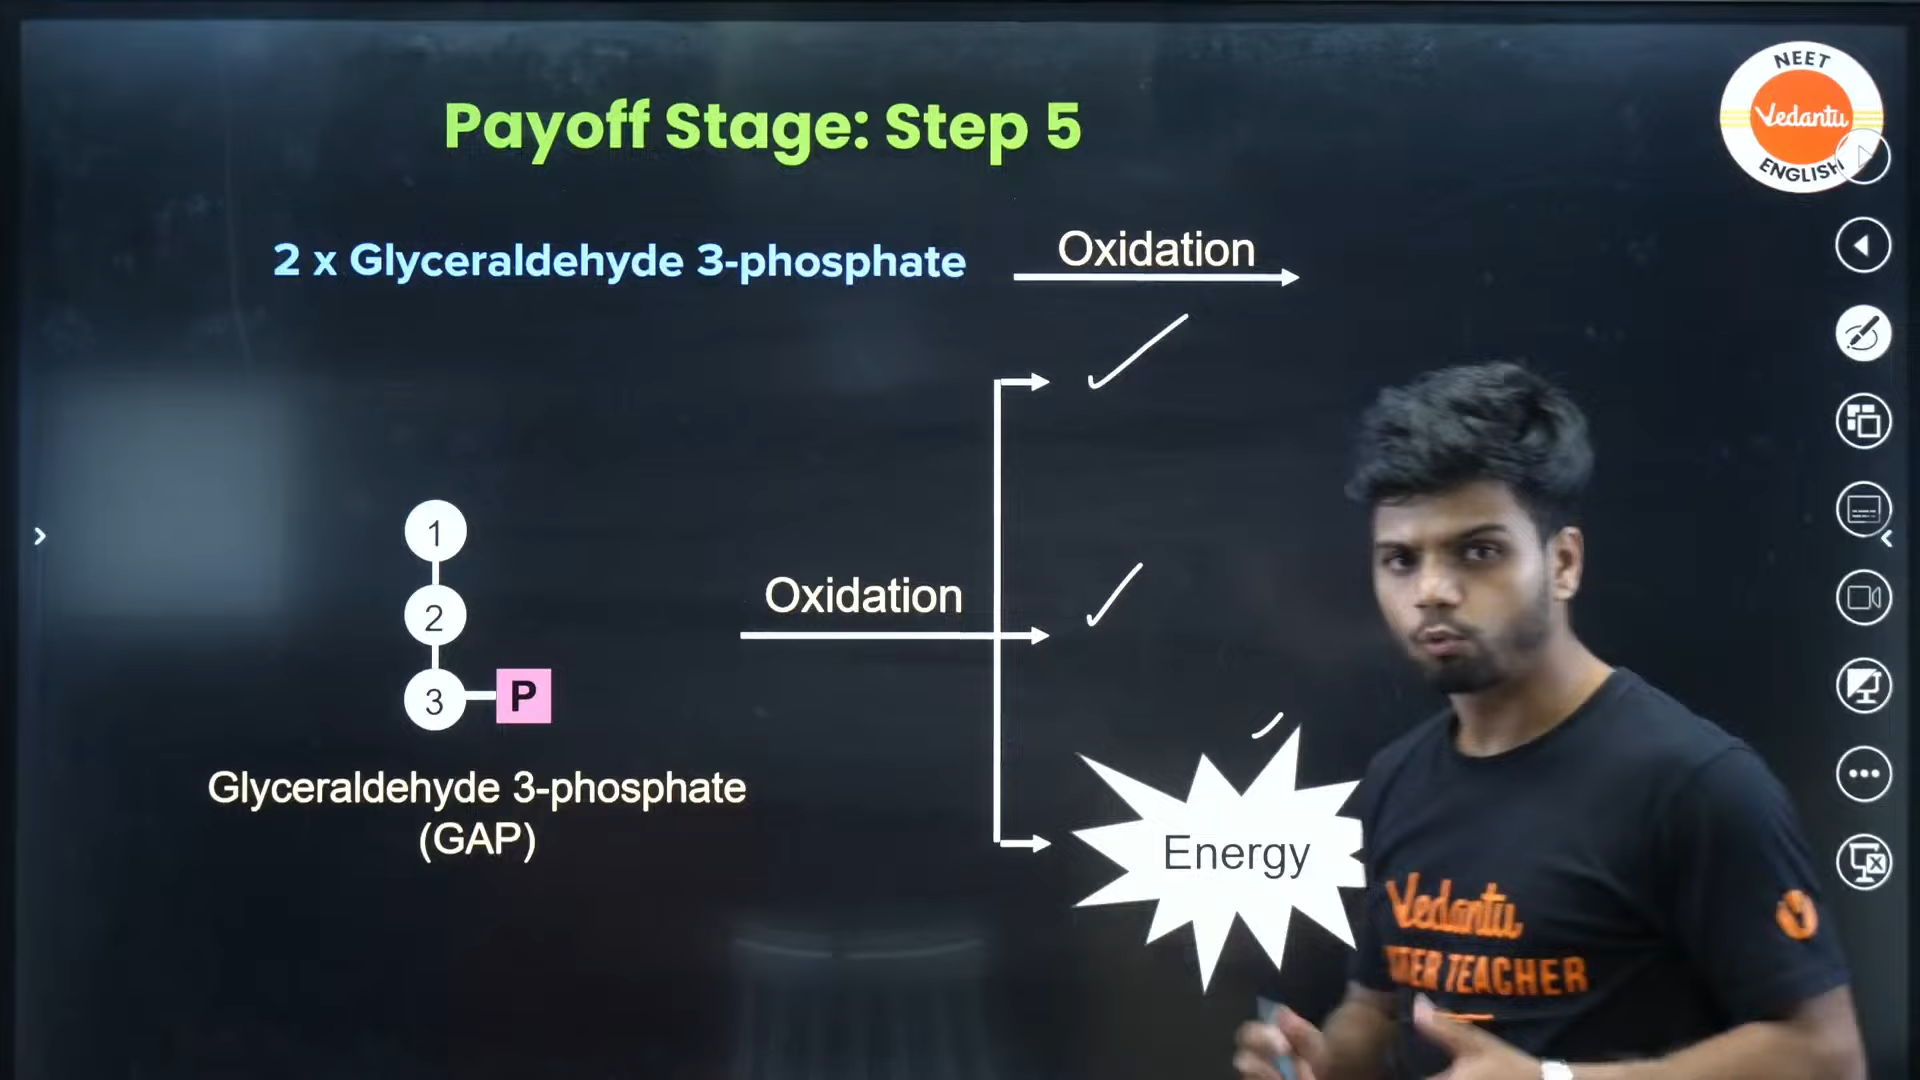 NEET
Vedantu
ENGLISH
Payoff Stage: Step 5
2 x Glyceraldehyde 3-phosphate
Oxidation
1
2
3
P
Oxidation
Glyceraldehyde 3-phosphate
(GAP)
Energy
Vedantu
TEACHER